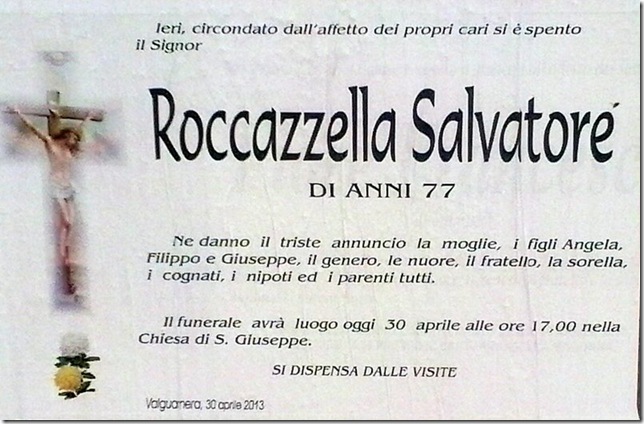 Ieri, circondato dall'affetto dei propri cari si è spento
il Signor
Roccazzella Salvatore
DI ANNI 77
Ne danno il triste annuncio la moglie, i figli Angela,
Filippo e Giuseppe, il genero, le nuore, il fratello, la sorella,
i cognati, i nipoti ed i parenti tutti.
Il funerale avrà luogo oggi 30 aprile alle ore 17,00 nella
Chiesa di S. Giuseppe.
SI DISPENSA DALLE VISITE
Valguarnera, 30 aprile 2013